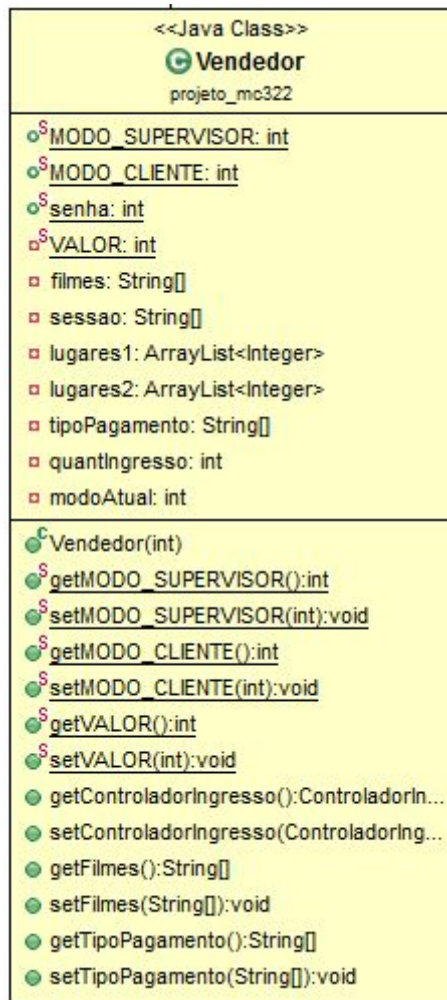 <<Java Class>>
Vendedor
projeto_mc322
MODO_SUPERVISOR: int
MODO_CLIENTE: int
senha: int
VALOR: int
filmes: String[]
sessao: String[]
lugares1: ArrayList<Integer>
lugares2: ArrayList<Integer>
tipoPagamento: String[]
quantIngresso: int
modoAtual: int
Vendedor(int)
getMODO_SUPERVISOR():int
setMODO_SUPERVISOR(int):void
getMODO_CLIENTE():int
setMODO_CLIENTE(int):void
getVALOR():int
setVALOR(int):void
getControladorIngresso():ControladorIn...
setControladorIngresso(ControladorIng...
getFilmes():String[]
setFilmes(String[]):void
getTipoPagamento():String[]
setTipoPagamento(String[]):void